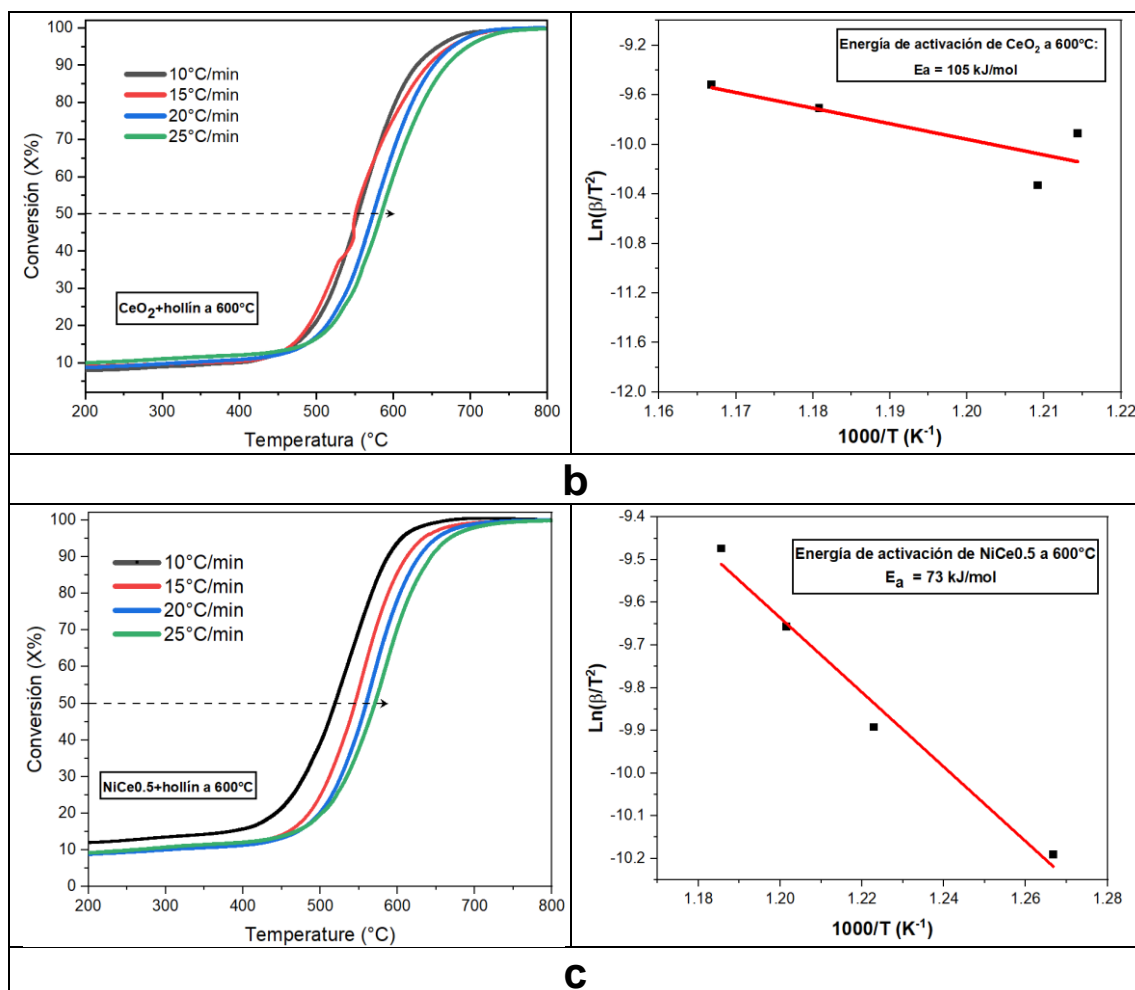 100
90
80
70
60
50
40
30
20
10
Conversión (X%)
10°C/min
15°C/min
20°C/min
25°C/min
CeO₂+hollín a 600°C
200 300 400 500 600 700 800
Temperatura (°C
-9.2
-9.6
-10.0
-10.4
-10.8
-11.2
-11.6
-12.0
Ln(β/T²)
Energía de activación de CeO₂ a 600°C:
Ea = 105 kJ/mol
1.16 1.17 1.18 1.19 1.20 1.21 1.22
1000/T (K⁻¹)
b
100
90
80
70
60
50
40
30
20
10
0
Conversión (X%)
10°C/min
15°C/min
20°C/min
25°C/min
NiCe0.5+hollín a 600°C
200 300 400 500 600 700 800
Temperature (°C)
-9.4
-9.5
-9.6
-9.7
-9.8
-9.9
-10.0
-10.1
-10.2
Ln(β/T²)
Energía de activación de NiCe0.5 a 600°C
Eₐ = 73 kJ/mol
1.18 1.20 1.22 1.24 1.26 1.28
1000/T (K⁻¹)
c